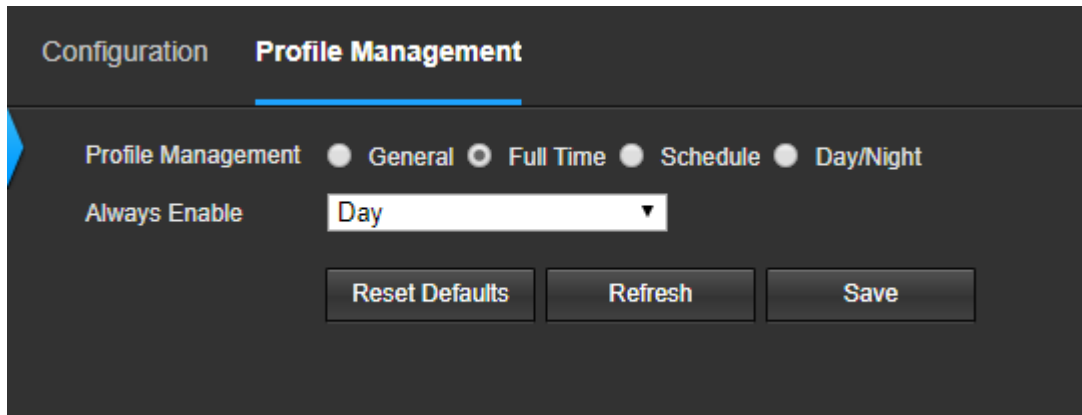 Configuration Profile Management
Profile Management General Full Time Schedule Day/Night
Always Enable Day
Reset Defaults Refresh Save